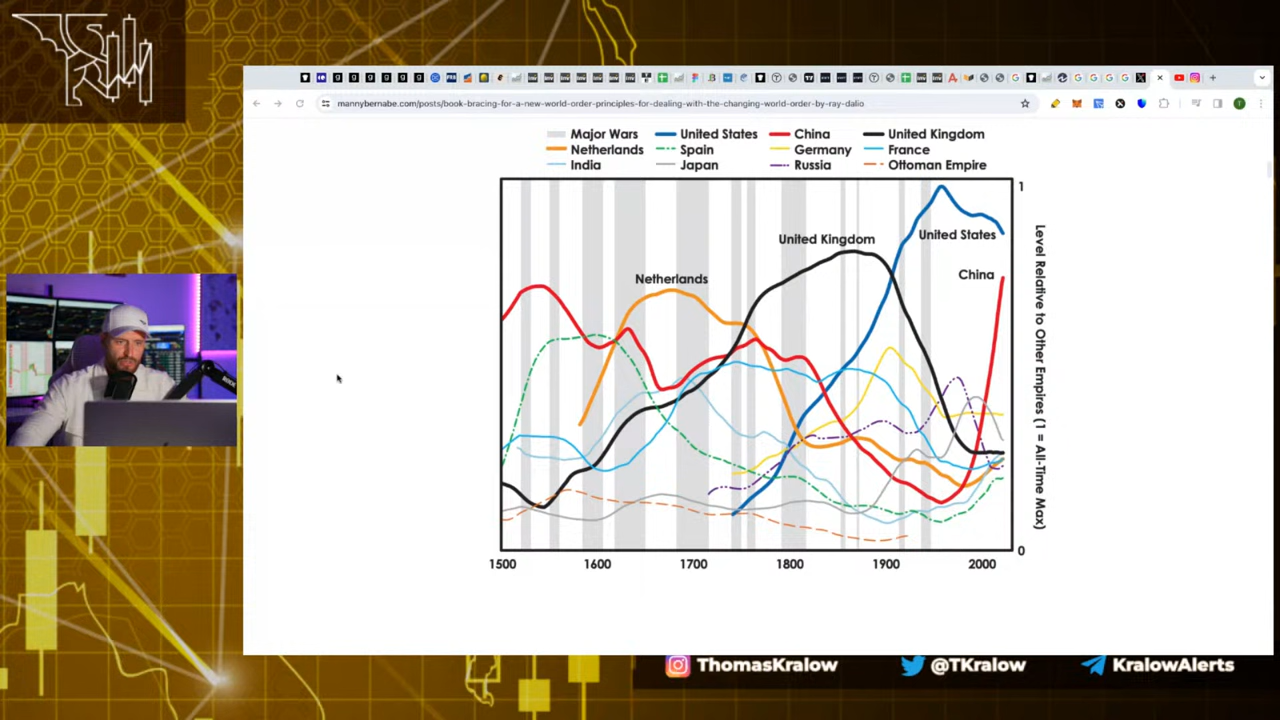 mannybernabe.com/posts/book-bracing-for-a-new-world-order-principles-for-dealing-with-the-changing-world-order-by-ray-dalio
Major Wars United States China United Kingdom
Netherlands Spain Germany France
India Japan Russia Ottoman Empire
1
United Kingdom
United States
China
Netherlands
Level Relative to Other Empires (1 = All-Time Max)
0
1500 1600 1700 1800 1900 2000
ThomasKralow @TKralow KralowAlerts